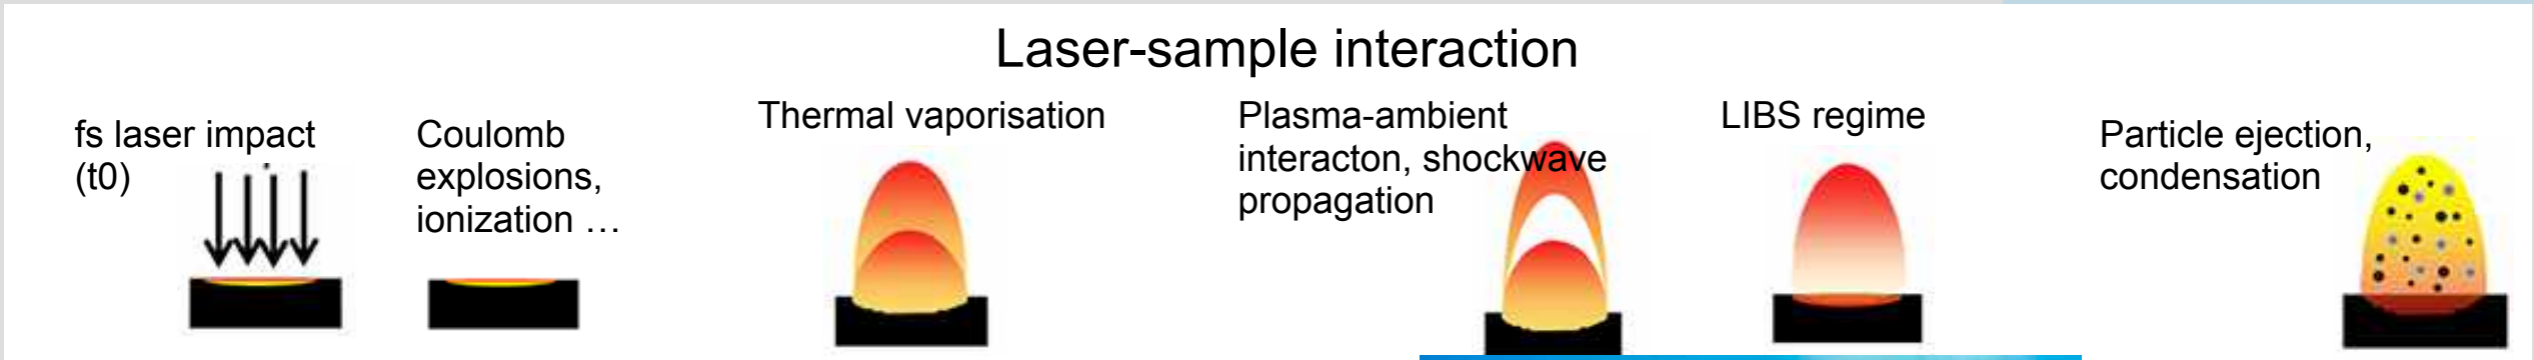 Laser-sample interaction
fs laser impact
(t0)
Coulomb
explosions,
ionization …
Thermal vaporisation
Plasma-ambient
interacton, shockwave
propagation
LIBS regime
Particle ejection,
condensation